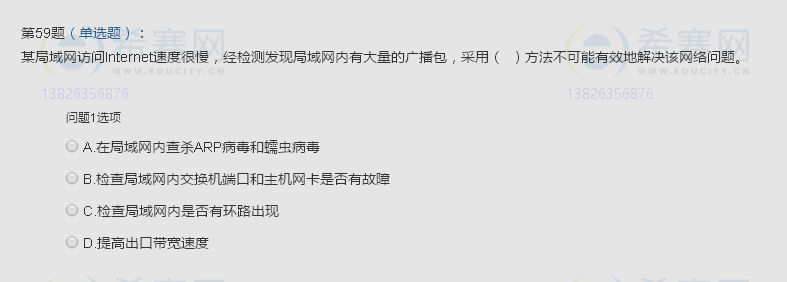 第59题（单选题）：
某局域网访问Internet速度很慢，经检测发现局域网内有大量的广播包，采用（ ）方法不可能有效地解决该网络问题。
希赛网
WWW.EDUCITY.CN
希赛网
WWW.EDUCITY.CN
13826356876
13826356876
问题1选项
A.在局域网内查杀ARP病毒和蠕虫病毒
B.检查局域网内交换机端口和主机网卡是否有故障
C.检查局域网内是否有环路出现
D.提高出口带宽速度